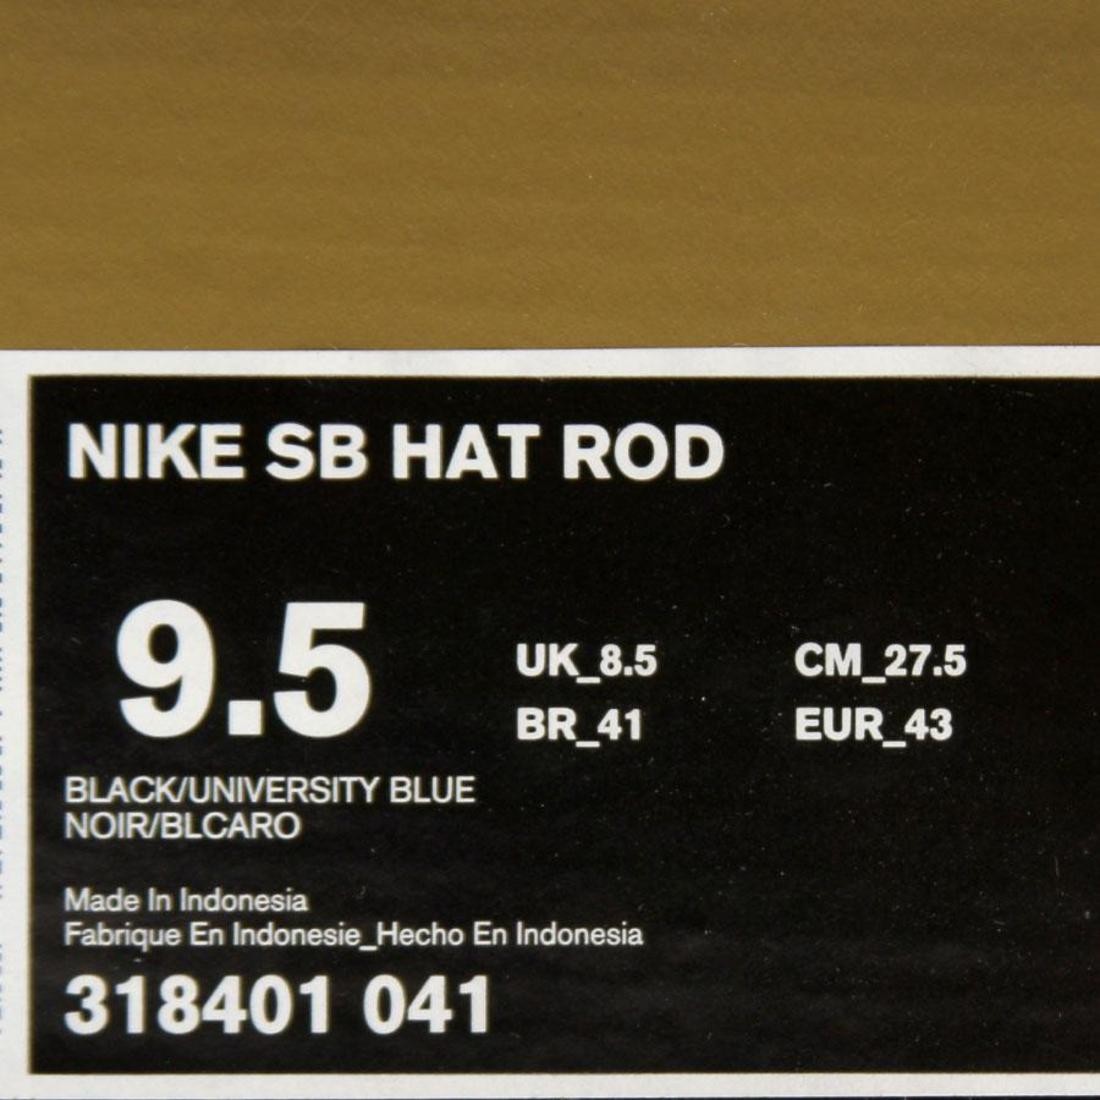 NIKE SB HAT ROD
9.5
UK_8.5 CM_27.5
BR_41 EUR_43
BLACK/UNIVERSITY BLUE
NOIR/BLCARO
Made In Indonesia
Fabrique En Indonesie_Hecho En Indonesia
318401 041